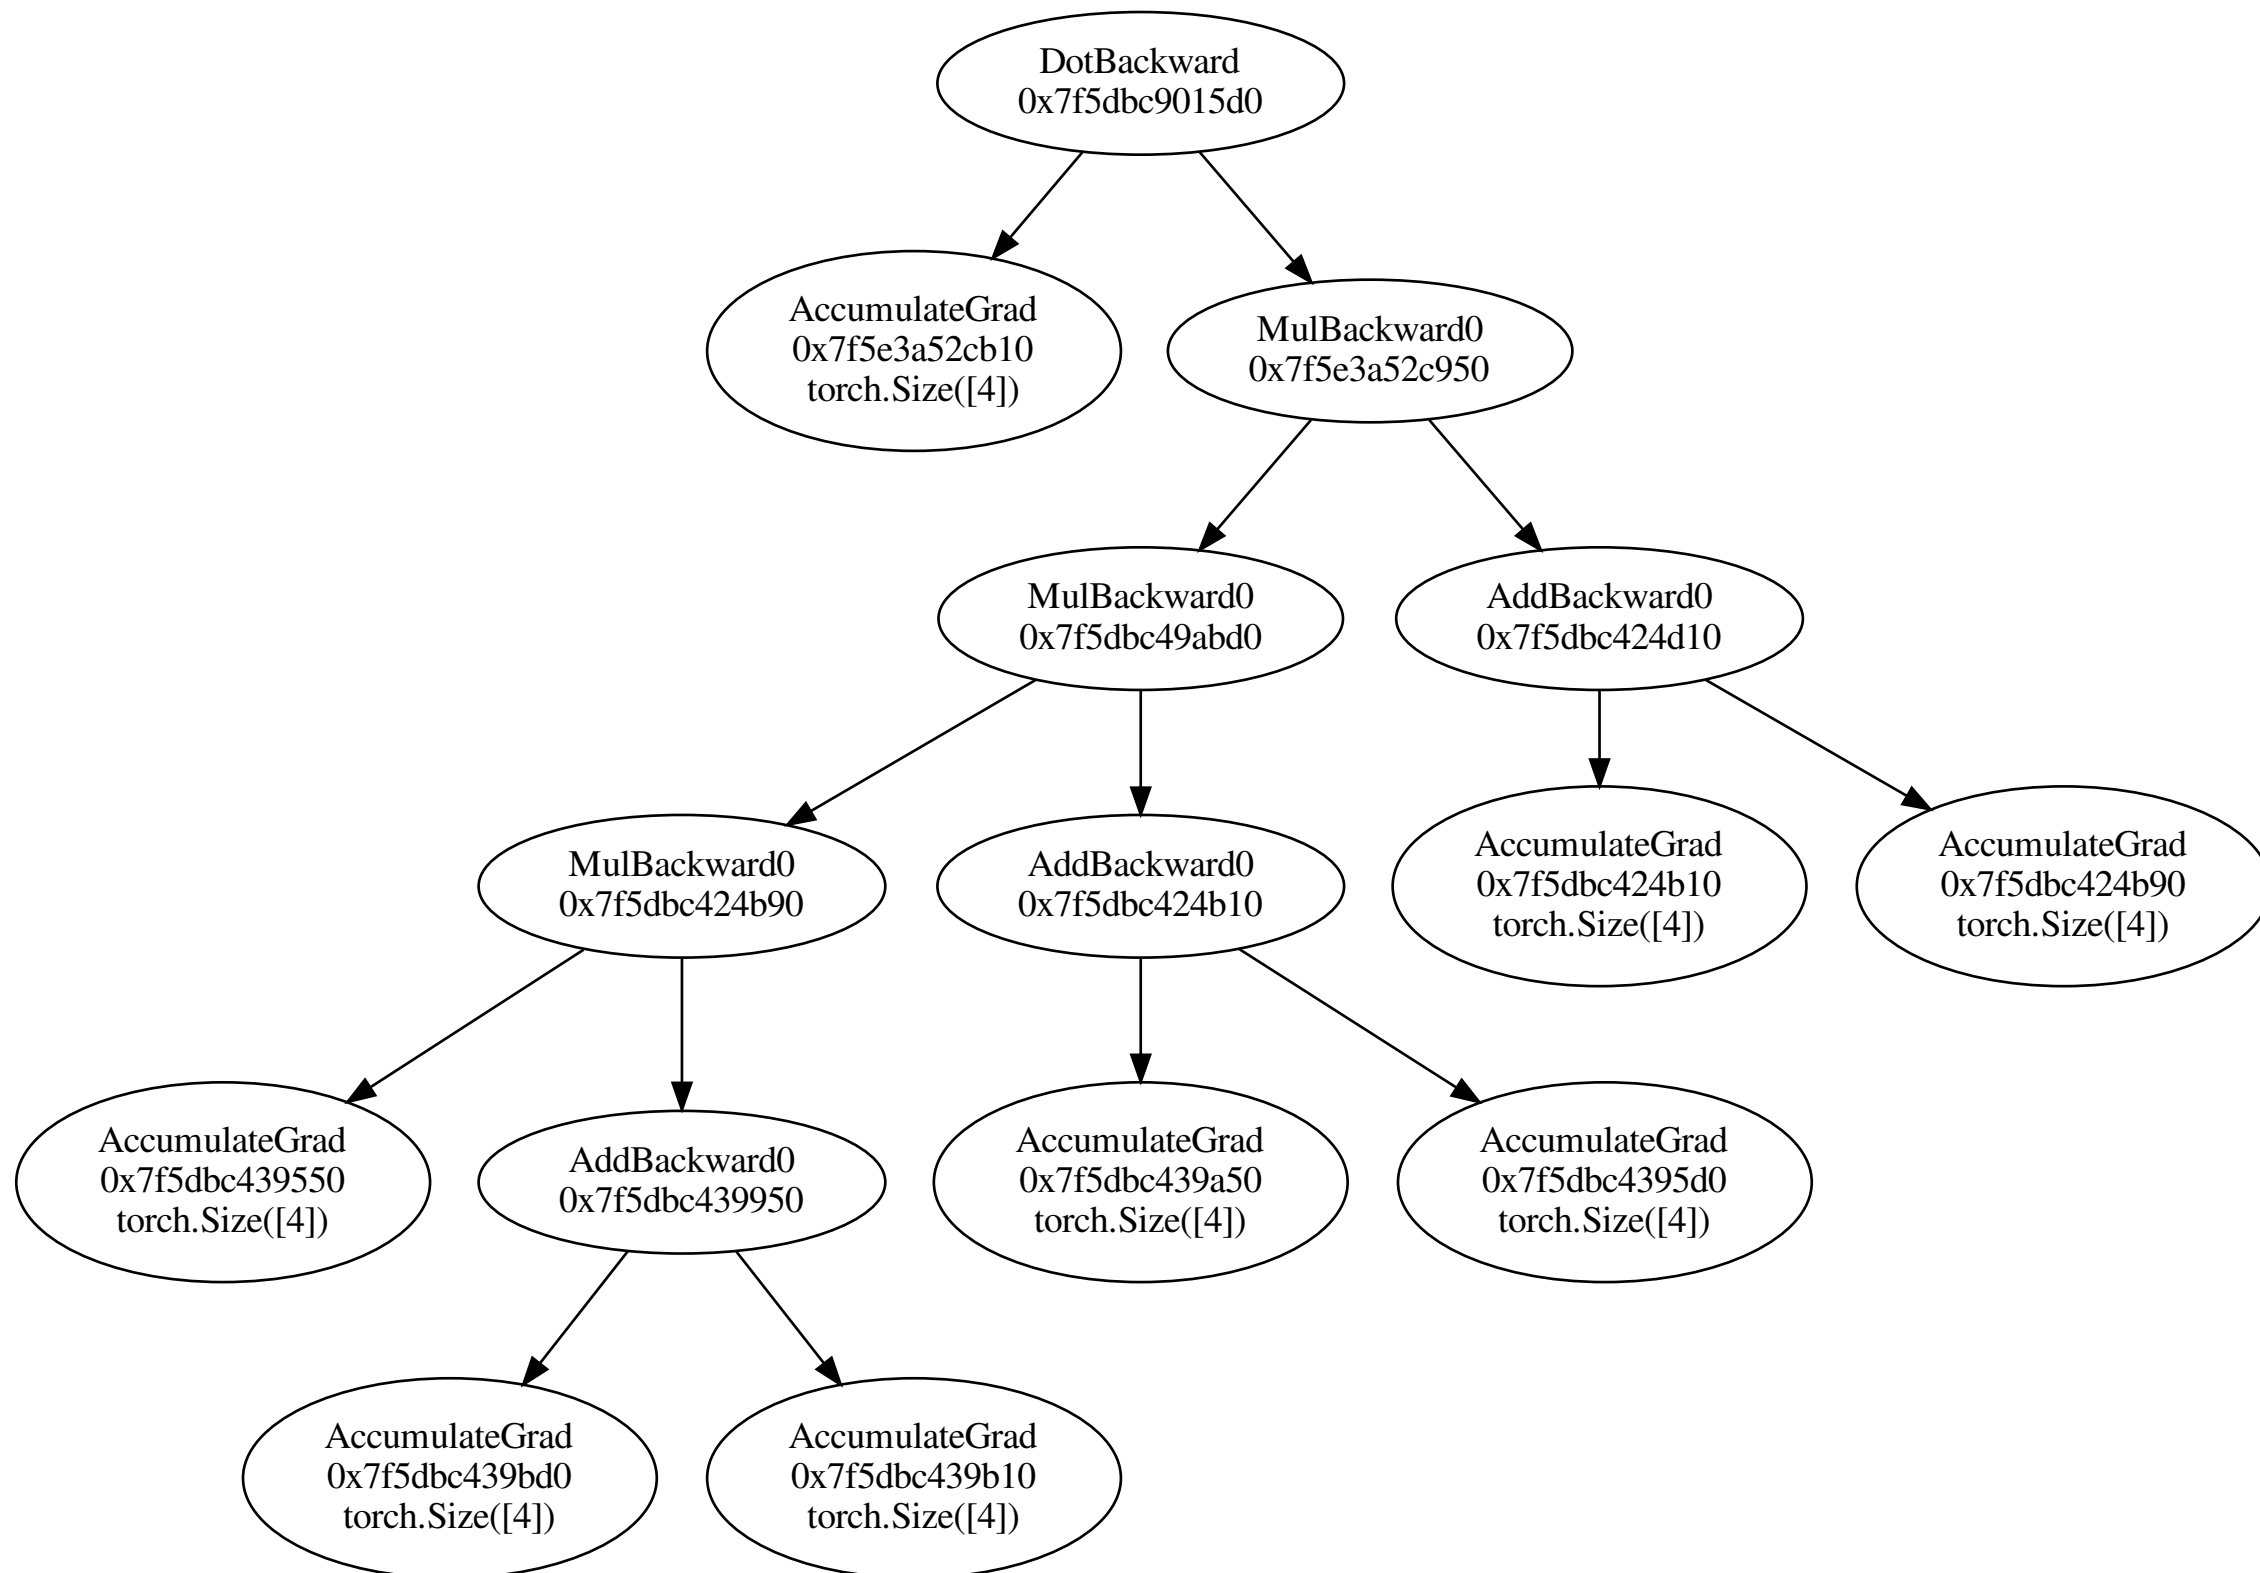 DotBackward
0x7f5dbc9015d0
AccumulateGrad
0x7f5e3a52cb10
torch.Size([4])
MulBackward0
0x7f5e3a52c950
MulBackward0
0x7f5dbc49abd0
AddBackward0
0x7f5dbc424d10
MulBackward0
0x7f5dbc424b90
AddBackward0
0x7f5dbc424b10
AccumulateGrad
0x7f5dbc424b10
torch.Size([4])
AccumulateGrad
0x7f5dbc424b90
torch.Size([4])
AccumulateGrad
0x7f5dbc439550
torch.Size([4])
AddBackward0
0x7f5dbc439950
AccumulateGrad
0x7f5dbc439a50
torch.Size([4])
AccumulateGrad
0x7f5dbc4395d0
torch.Size([4])
AccumulateGrad
0x7f5dbc439bd0
torch.Size([4])
AccumulateGrad
0x7f5dbc439b10
torch.Size([4])